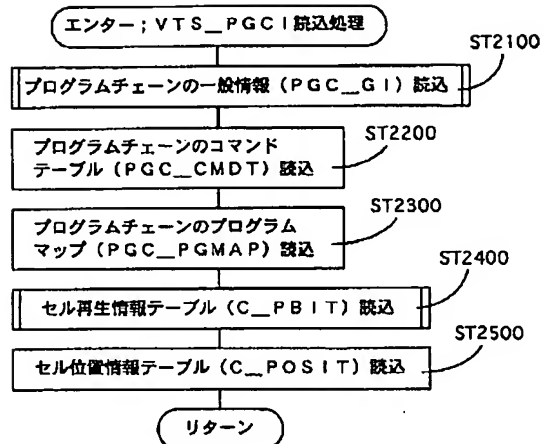 エンター；ＶＴＳ＿ＰＧＣＩ読込処理
ST2100
プログラムチェーンの一般情報（ＰＧＣ＿ＧＩ）読込
ST2200
プログラムチェーンのコマンド
テーブル（ＰＧＣ＿ＣＭＤＴ）読込
ST2300
プログラムチェーンのプログラム
マップ（ＰＧＣ＿ＰＧＭＡＰ）読込
ST2400
セル再生情報テーブル（Ｃ＿ＰＢＩＴ）読込
ST2500
セル位置情報テーブル（Ｃ＿ＰＯＳＩＴ）読込
リターン